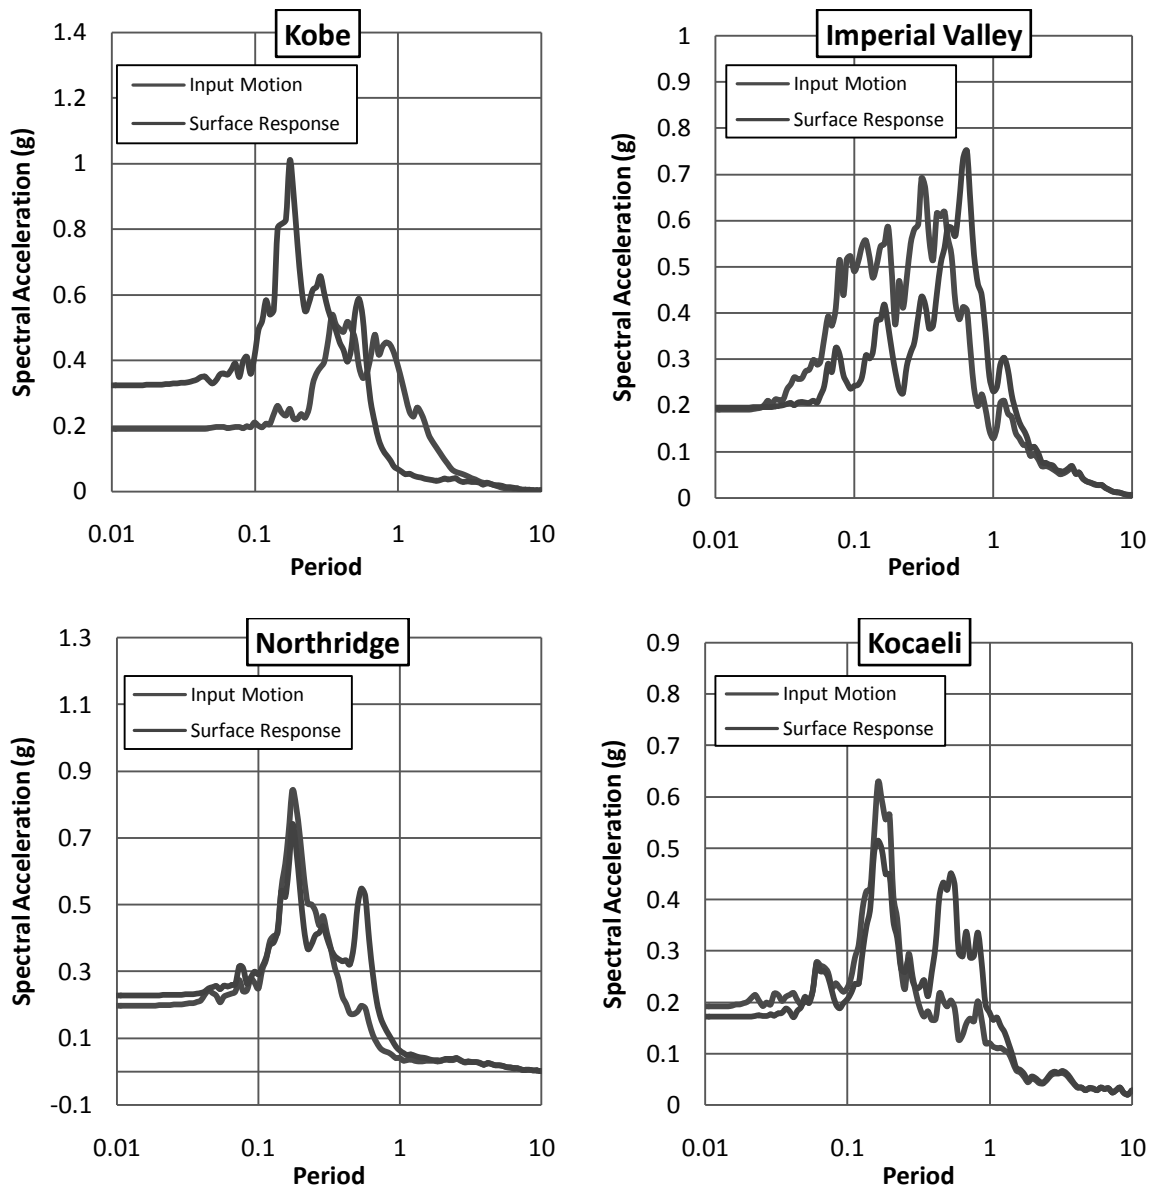 Kobe
Input Motion
Surface Response
Spectral Acceleration (g)
1.4
1.2
1
0.8
0.6
0.4
0.2
0
0.01 0.1 1 10
Period
Imperial Valley
Input Motion
Surface Response
Spectral Acceleration (g)
1
0.9
0.8
0.7
0.6
0.5
0.4
0.3
0.2
0.1
0
0.01 0.1 1 10
Period
Northridge
Input Motion
Surface Response
Spectral Acceleration (g)
1.3
1.1
0.9
0.7
0.5
0.3
0.1
-0.1
0.01 0.1 1 10
Period
Kocaeli
Input Motion
Surface Response
Spectral Acceleration (g)
0.9
0.8
0.7
0.6
0.5
0.4
0.3
0.2
0.1
0
0.01 0.1 1 10
Period